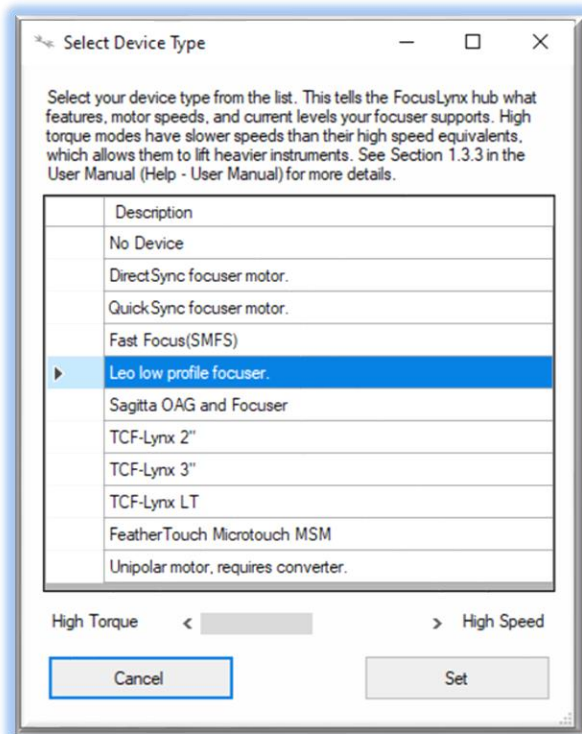 Select Device Type
Select your device type from the list. This tells the FocusLynx hub what
features, motor speeds, and current levels your focuser supports. High
torque modes have slower speeds than their high speed equivalents,
which allows them to lift heavier instruments. See Section 1.3.3 in the
User Manual (Help - User Manual) for more details.
Description
No Device
DirectSync focuser motor.
QuickSync focuser motor.
Fast Focus(SMFS)
Leo low profile focuser.
Sagitta OAG and Focuser
TCF-Lynx 2"
TCF-Lynx 3"
TCF-Lynx LT
FeatherTouch Microtouch MSM
Unipolar motor, requires converter.
High Torque < > High Speed
Cancel Set